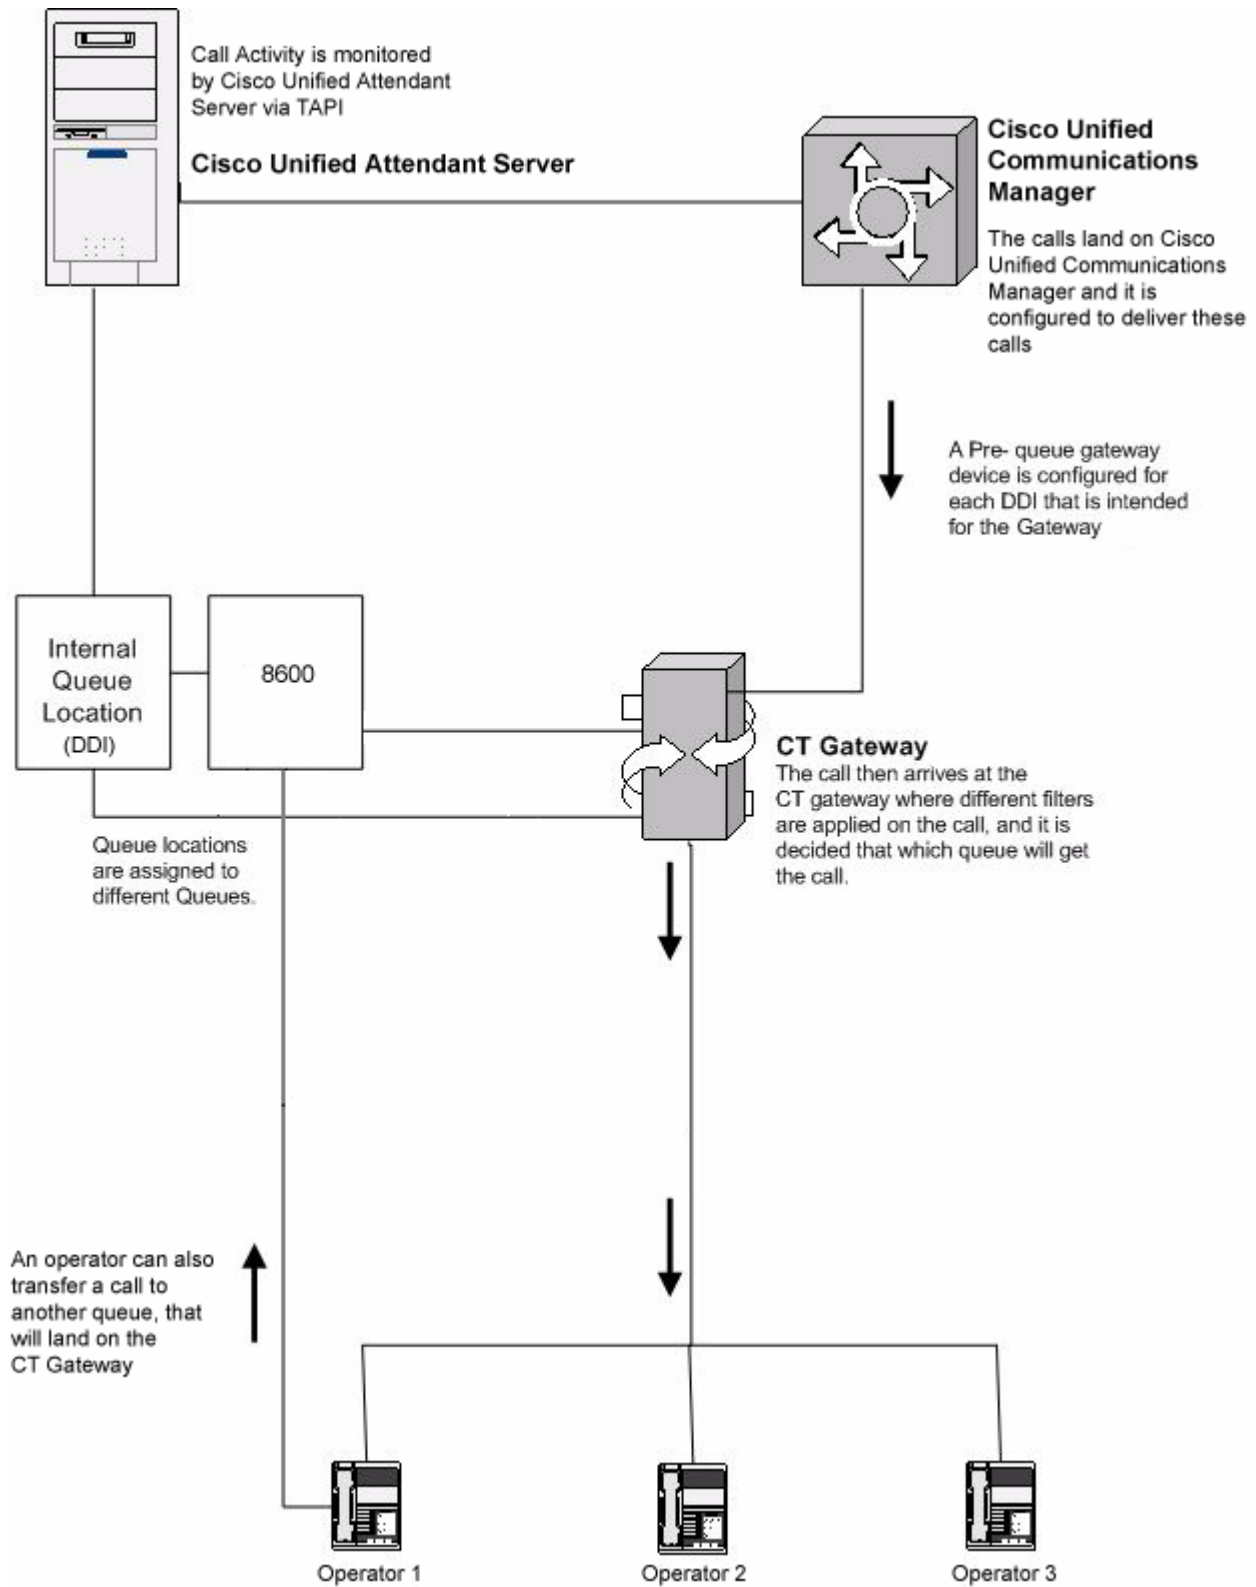 Call Activity is monitored
by Cisco Unified Attendant
Server via TAPI
Cisco Unified Attendant Server
Cisco Unified
Communications
Manager
The calls land on Cisco
Unified Communications
Manager and it is
configured to deliver these
calls
A Pre- queue gateway
device is configured for
each DDI that is intended
for the Gateway
Internal
Queue
Location
(DDI)
8600
CT Gateway
The call then arrives at the
CT gateway where different filters
are applied on the call, and it is
decided that which queue will get
the call.
Queue locations
are assigned to
different Queues.
An operator can also
transfer a call to
another queue, that
will land on the
CT Gateway
Operator 1
Operator 2
Operator 3